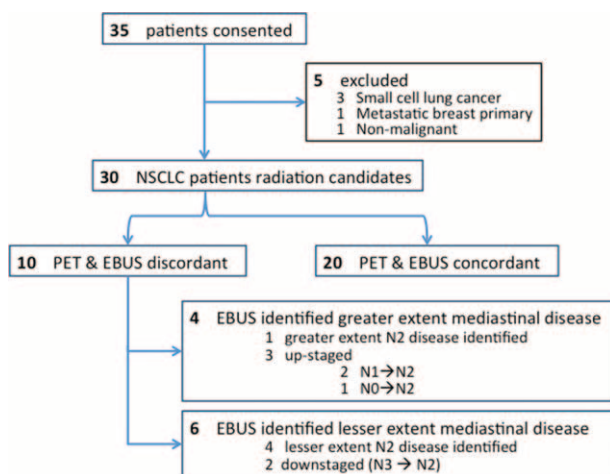 35 patients consented
5 excluded
3 Small cell lung cancer
1 Metastatic breast primary
1 Non-malignant
30 NSCLC patients radiation candidates
10 PET & EBUS discordant
20 PET & EBUS concordant
4 EBUS identified greater extent mediastinal disease
1 greater extent N2 disease identified
3 up-staged
2 N1→N2
1 N0→N2
6 EBUS identified lesser extent mediastinal disease
4 lesser extent N2 disease identified
2 downstaged (N3 → N2)